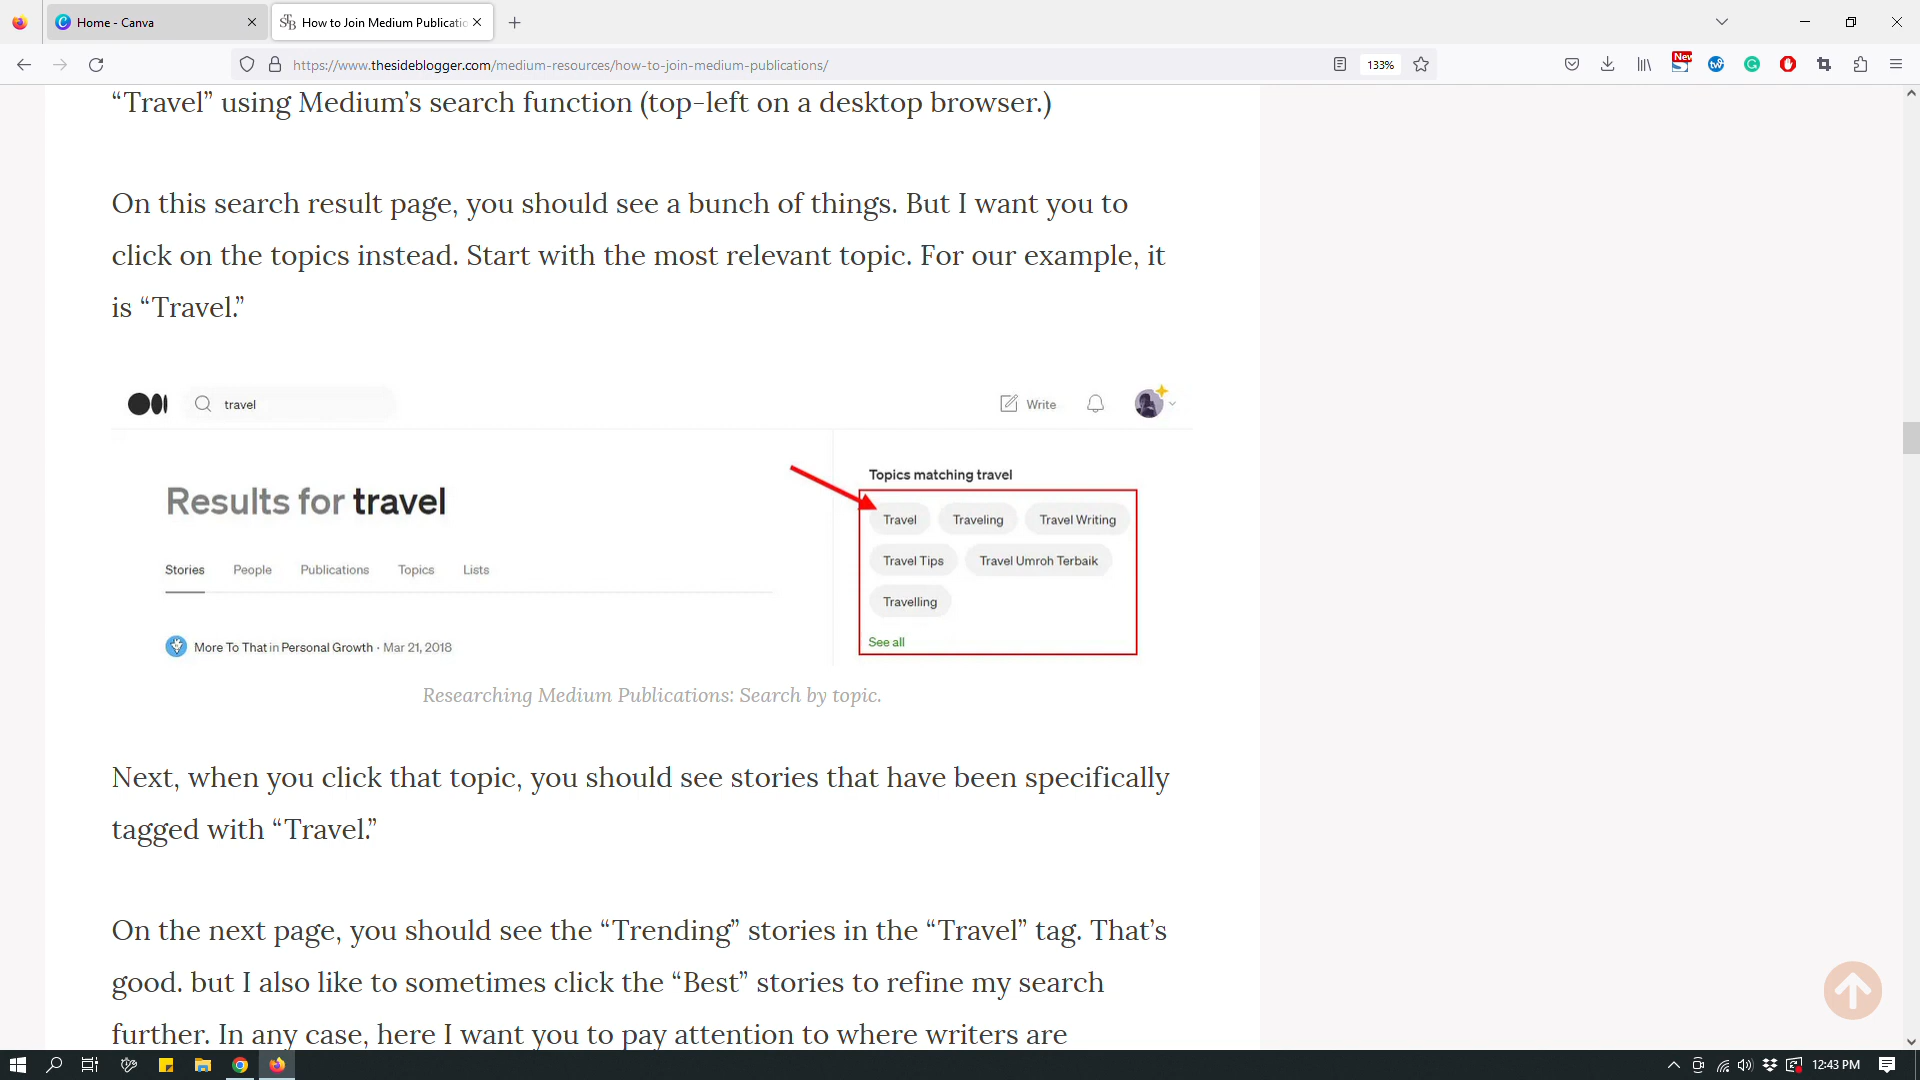 Home - Canva
How to Join Medium Publicatio
https://www.thesideblogger.com/medium-resources/how-to-join-medium-publications/
133%
New
“Travel” using Medium’s search function (top-left on a desktop browser.)
On this search result page, you should see a bunch of things. But I want you to
click on the topics instead. Start with the most relevant topic. For our example, it
is “Travel.”
travel
Write
Results for travel
Topics matching travel
Travel Traveling Travel Writing
Travel Tips Travel Umroh Terbaik
Travelling
See all
Stories People Publications Topics Lists
More To That in Personal Growth · Mar 21, 2018
Researching Medium Publications: Search by topic.
Next, when you click that topic, you should see stories that have been specifically
tagged with “Travel.”
On the next page, you should see the “Trending” stories in the “Travel” tag. That’s
good. but I also like to sometimes click the “Best” stories to refine my search
further. In any case, here I want you to pay attention to where writers are
12:43 PM